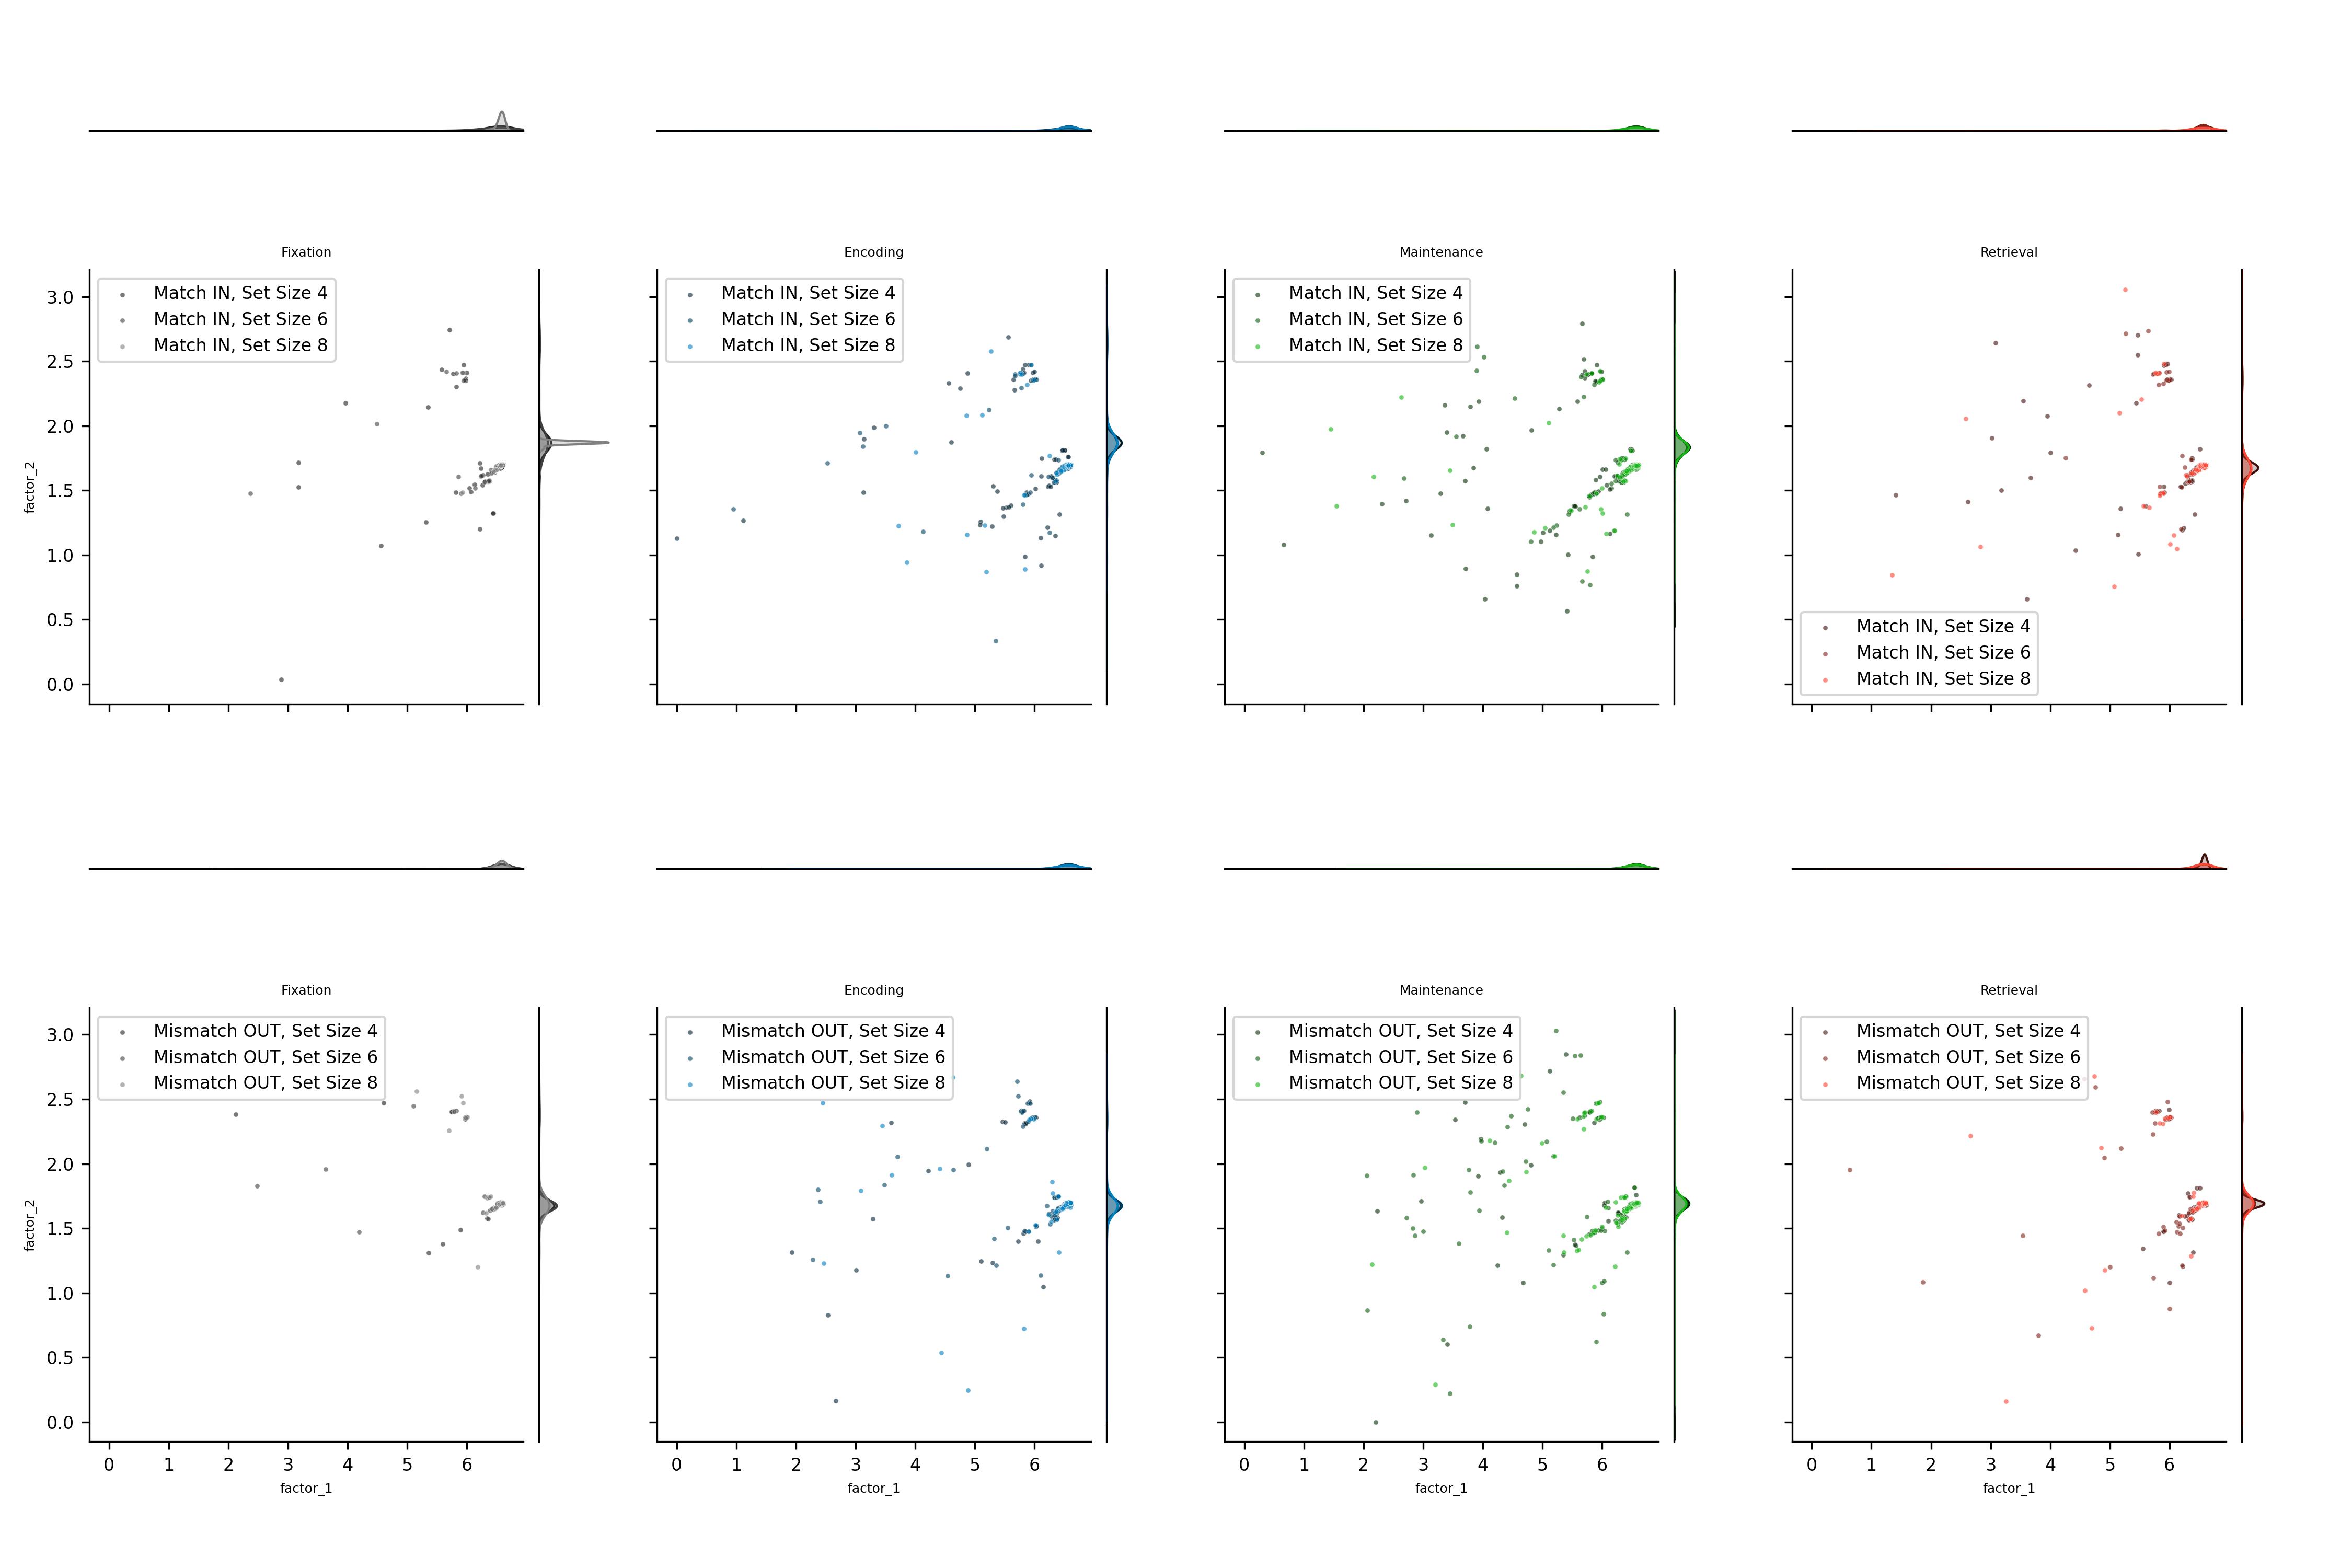 Fixation
Encoding
Maintenance
Retrieval
factor_2
3.0
2.5
2.0
1.5
1.0
0.5
0.0
Match IN, Set Size 4
Match IN, Set Size 6
Match IN, Set Size 8
Match IN, Set Size 4
Match IN, Set Size 6
Match IN, Set Size 8
Match IN, Set Size 4
Match IN, Set Size 6
Match IN, Set Size 8
Match IN, Set Size 4
Match IN, Set Size 6
Match IN, Set Size 8
Fixation
Encoding
Maintenance
Retrieval
factor_2
3.0
2.5
2.0
1.5
1.0
0.5
0.0
Mismatch OUT, Set Size 4
Mismatch OUT, Set Size 6
Mismatch OUT, Set Size 8
Mismatch OUT, Set Size 4
Mismatch OUT, Set Size 6
Mismatch OUT, Set Size 8
Mismatch OUT, Set Size 4
Mismatch OUT, Set Size 6
Mismatch OUT, Set Size 8
Mismatch OUT, Set Size 4
Mismatch OUT, Set Size 6
Mismatch OUT, Set Size 8
0 1 2 3 4 5 6
factor_1
0 1 2 3 4 5 6
factor_1
0 1 2 3 4 5 6
factor_1
0 1 2 3 4 5 6
factor_1